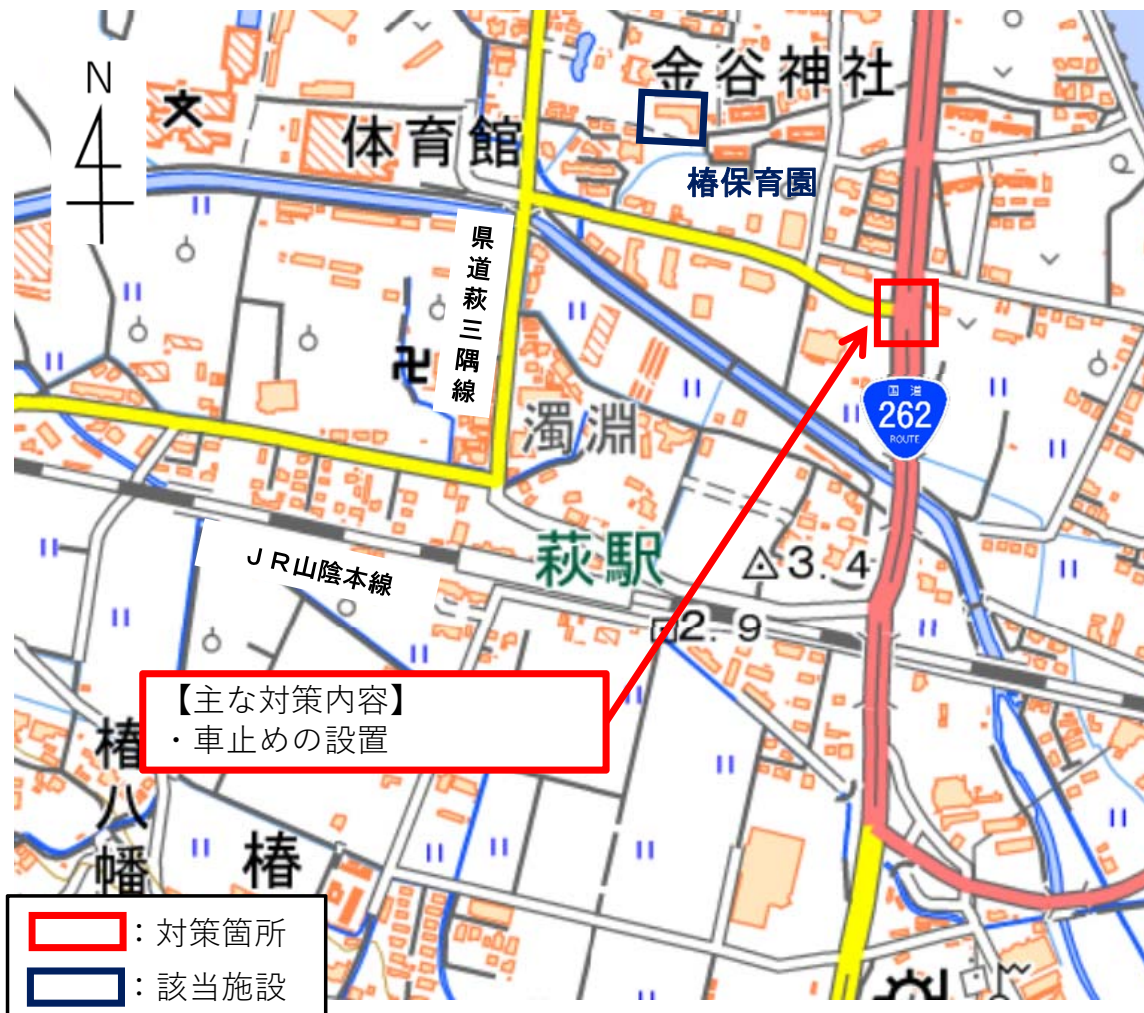 N
金谷神社
体育館
椿保育園
県道萩三隅線
国道
262
ROUTE
濁淵
萩駅
3.4
JR山陰本線
2.9
【主な対策内容】
・車止めの設置
椿八幡
椿
：対策箇所
：該当施設